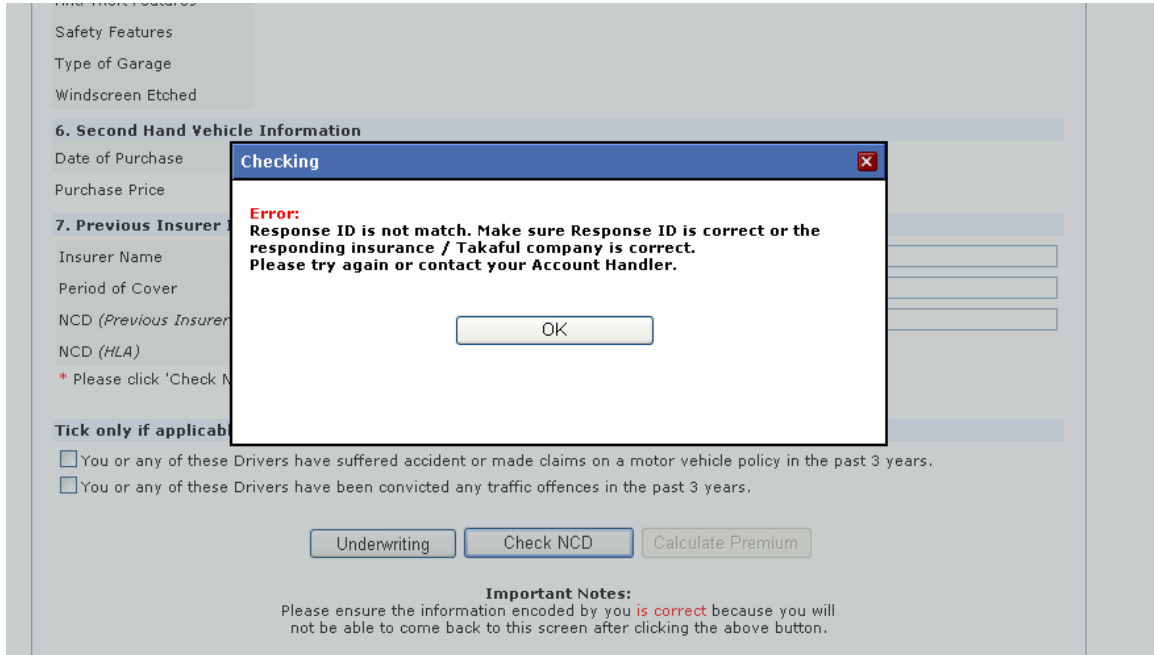 Safety Features
Type of Garage
Windscreen Etched
6. Second Hand Vehicle Information
Date of Purchase
Checking
Purchase Price
Error:
Response ID is not match. Make sure Response ID is correct or the
responding insurance / Takaful company is correct.
Please try again or contact your Account Handler.
7. Previous Insurer
Insurer Name
Period of Cover
NCD (Previous Insurer
OK
NCD (HLA)
* Please click 'Check
Tick only if
You or any of these Drivers have suffered accident or made claims on a motor vehicle policy in the past 3 years.
You or any of these Drivers have been convicted any traffic offences in the past 3 years.
Underwriting
Check NCD
Calculate Premium
Important Notes:
Please ensure the information encoded by you is correct because you will
not be able to come back to this screen after clicking the above button.